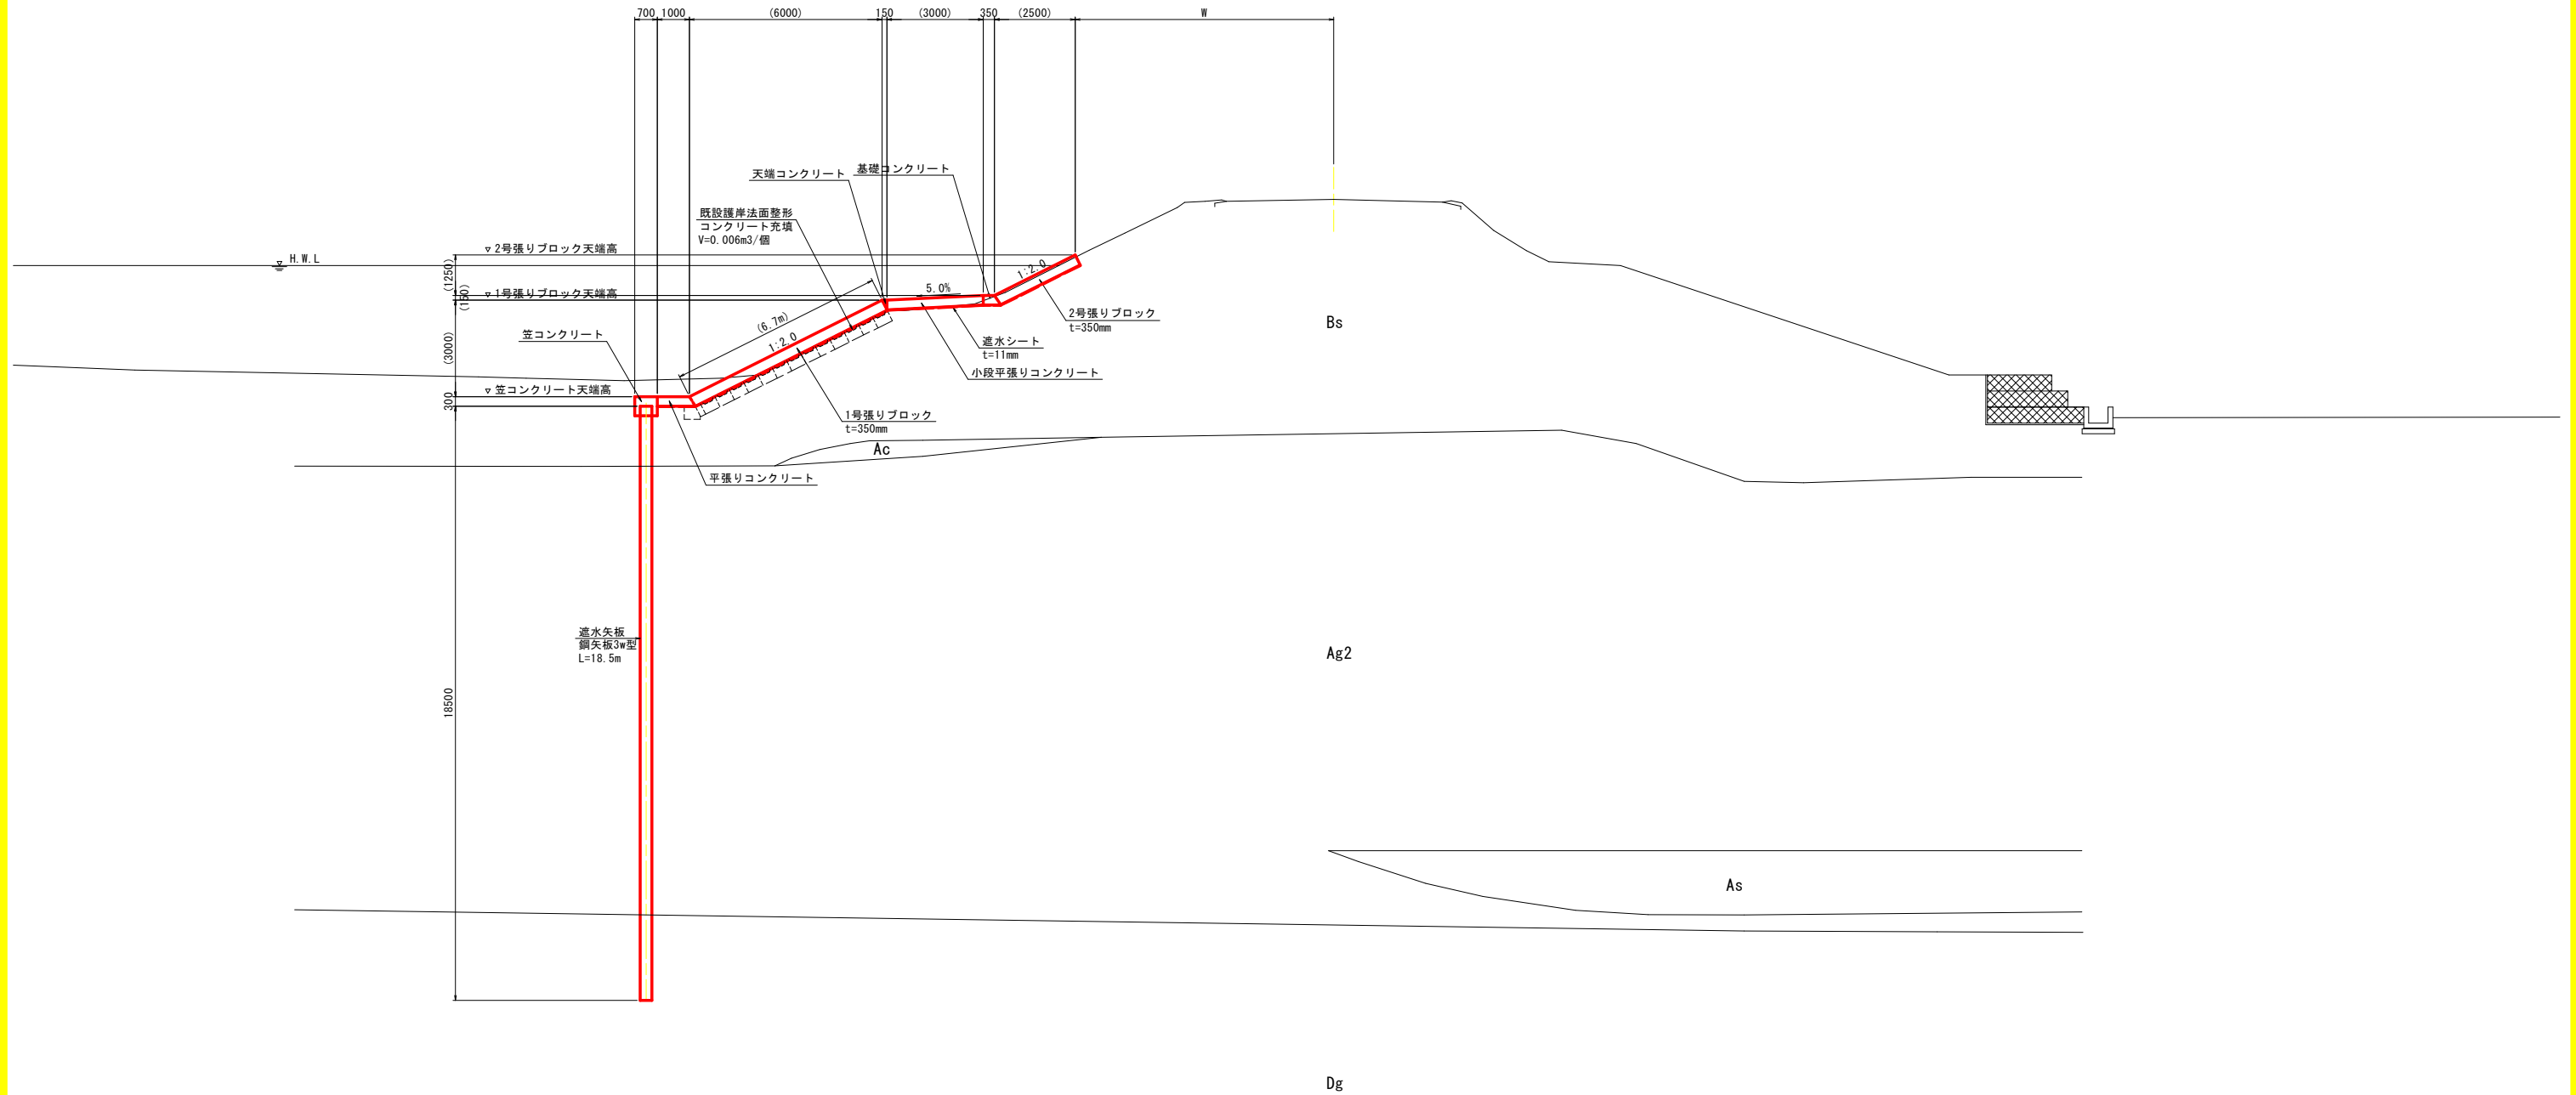 700
1000
(6000)
150
(3000)
350
(2500)
W
天端コンクリート
基礎コンクリート
既設護岸法面整形
コンクリート充填
V=0.006m3/個
▽ 2号張りブロック天端高
H.W.L
(1250)
(150)
▽ 1号張りブロック天端高
5.0%
1:2.0
2号張りブロック
t=350mm
Bs
(6.7m)
1:2.0
笠コンクリート
遮水シート
t=11mm
小段平張りコンクリート
(3000)
▽ 笠コンクリート天端高
300
1号張りブロック
t=350mm
Ac
平張りコンクリート
遮水矢板
鋼矢板3w型
L=18.5m
18500
Ag2
As
Dg